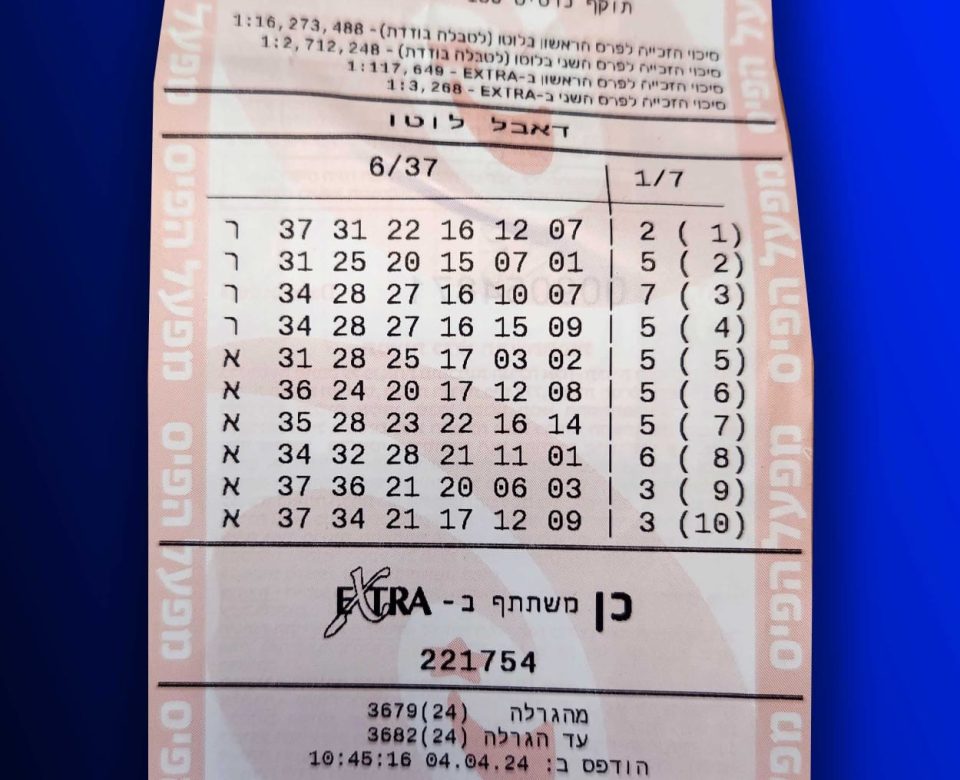 תוקף כרטיס
סיכוי הזכייה לפרס הראשון בלוטו (לטבלה בודדת)- 1:16,273,488
סיכוי הזכייה לפרס השני בלוטו (לטבלה בודדת)- 1:2,712,248
סיכוי הזכייה לפרס הראשון ב-EXTRA - 1:117,649
סיכוי הזכייה לפרס השני ב-EXTRA - 1:3,268
דאבל לוטו
1/7 6/37
( 1) 2 | 07 12 16 22 31 37 ר
( 2) 5 | 01 07 15 20 25 31 ר
( 3) 7 | 07 10 16 27 28 34 ר
( 4) 5 | 09 15 16 27 28 34 ר
( 5) 5 | 02 03 17 25 28 31 א
( 6) 5 | 08 12 17 20 24 36 א
( 7) 5 | 14 16 22 23 28 35 א
( 8) 6 | 01 11 21 28 32 34 א
( 9) 3 | 03 06 20 21 36 37 א
(10) 3 | 09 12 17 21 34 37 א
כן משתתף ב- EXTRA
221754
מהגרלה 3679(24)
עד הגרלה 3682(24)
הודפס ב: 04.04.24 10:45:16
מפעל הפיס
מפעל הפיס